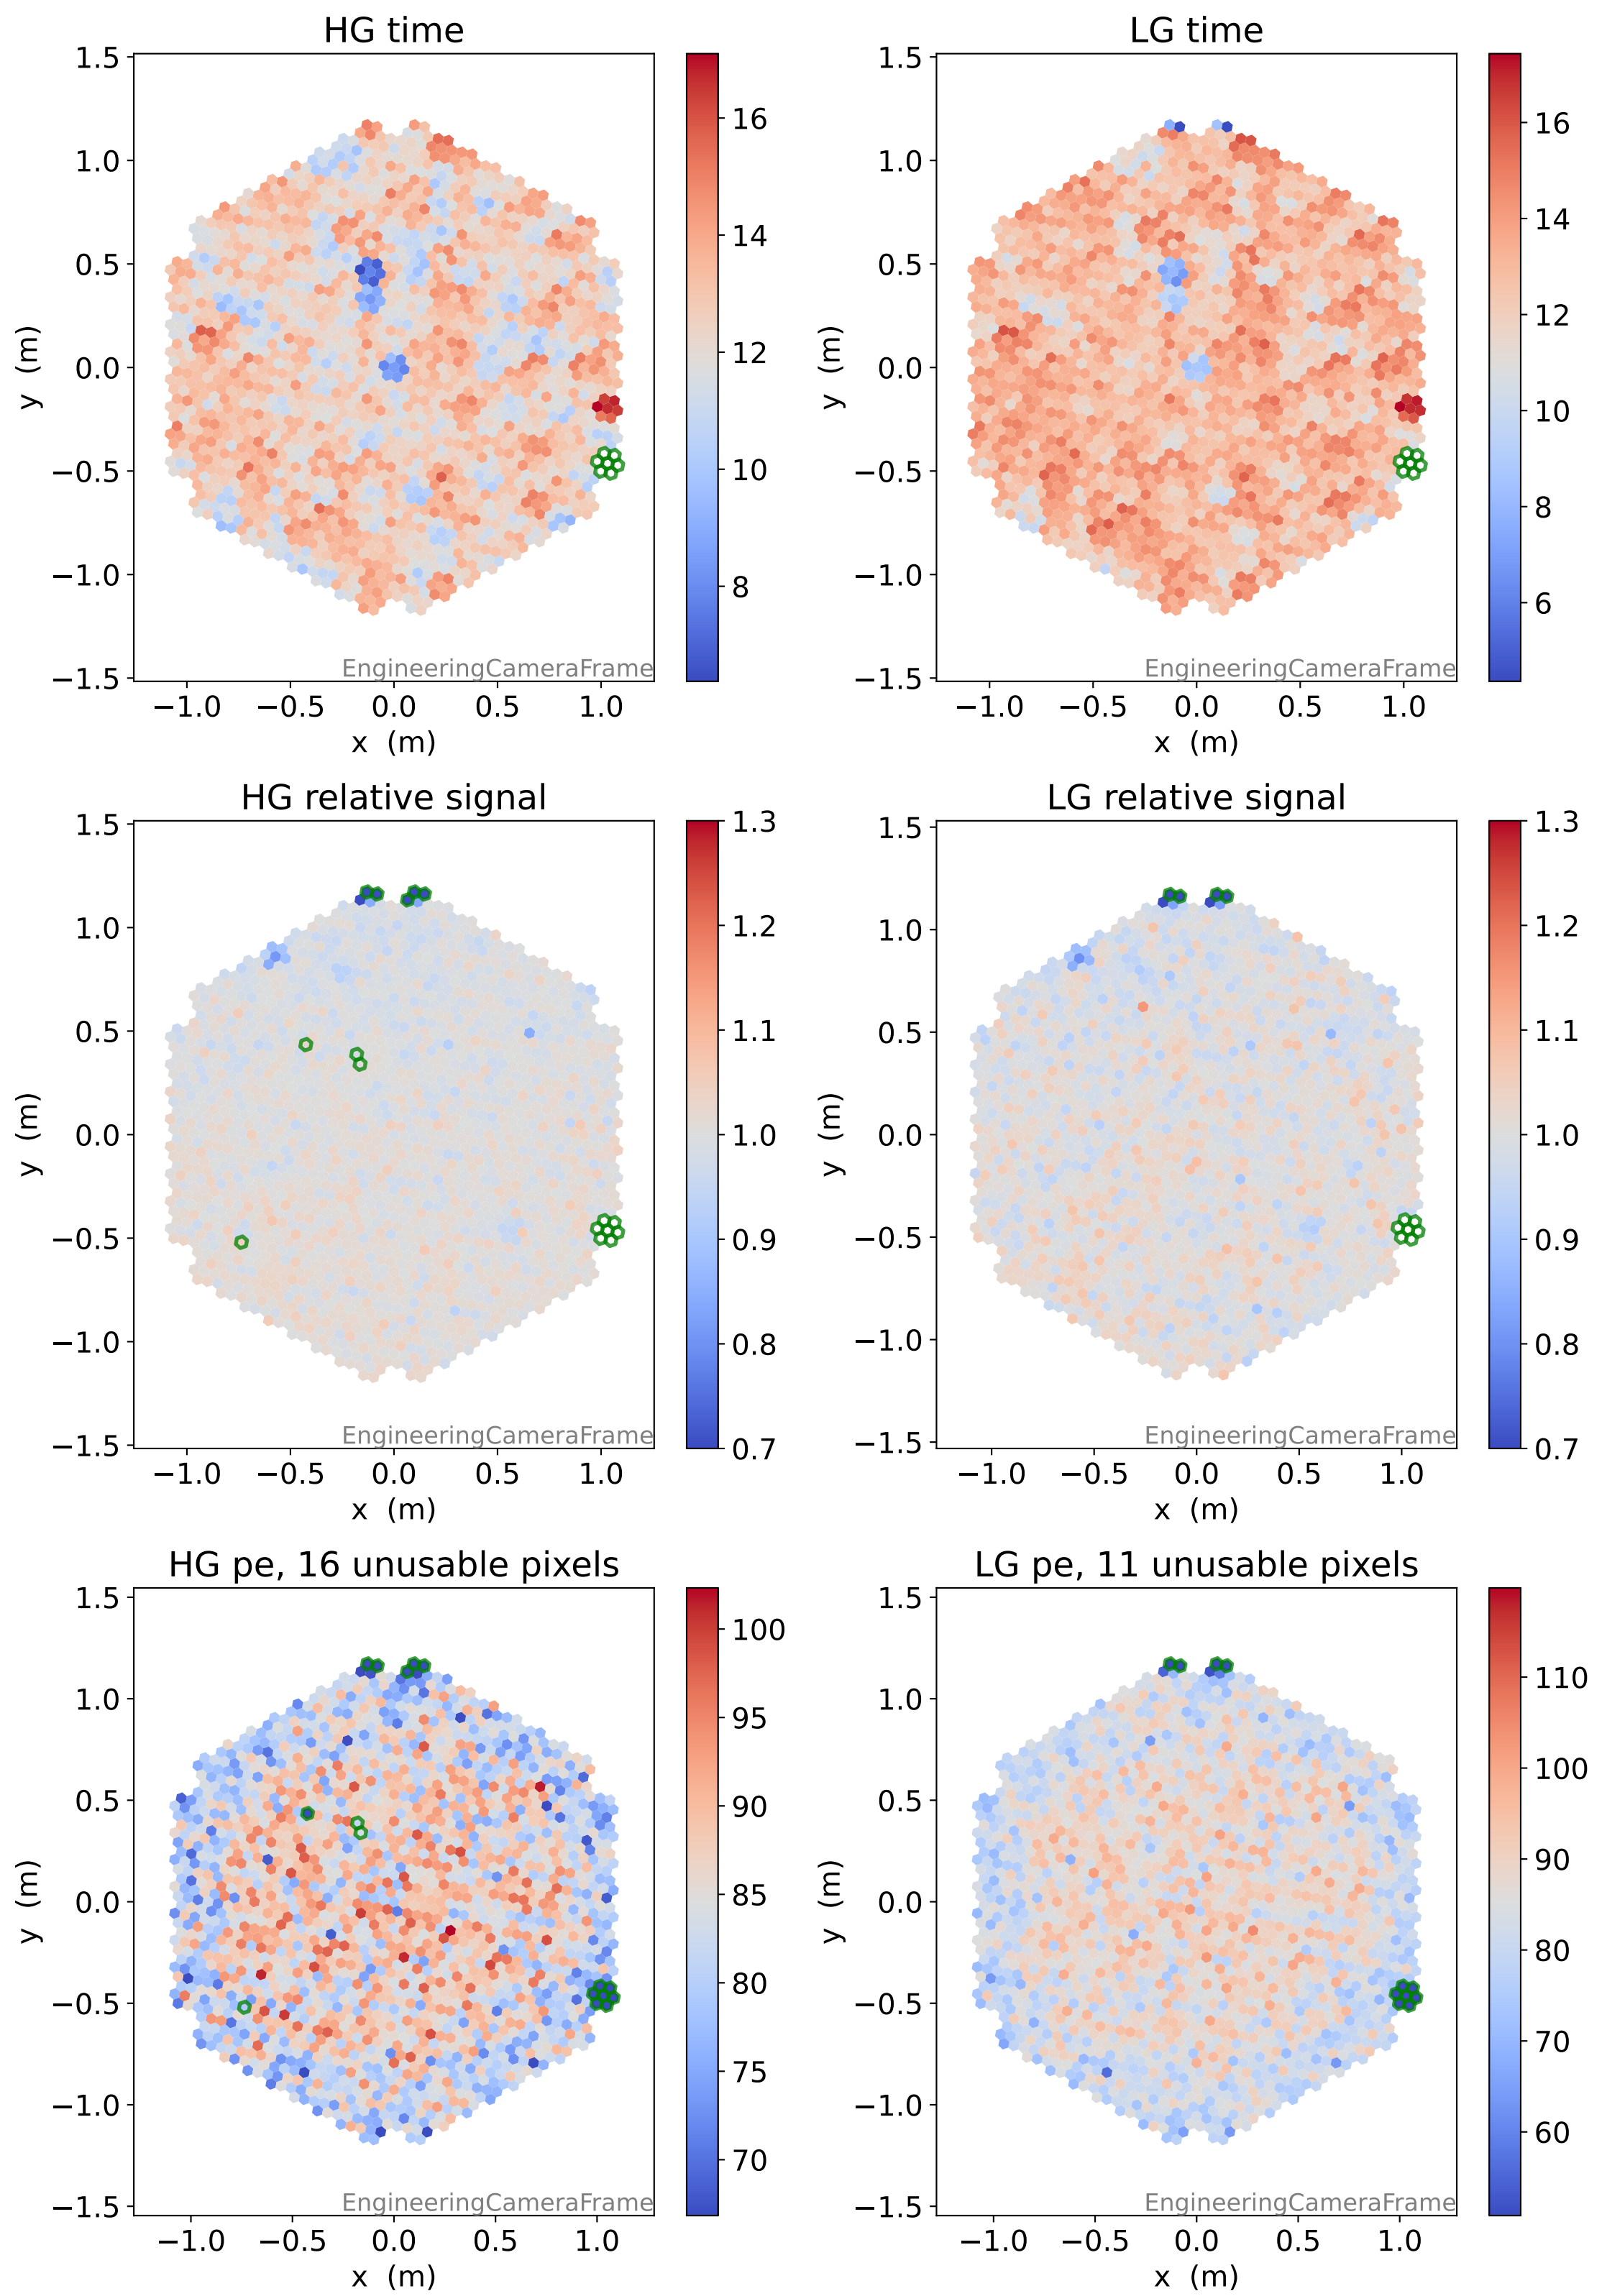 HG time
1.5
1.0
0.5
0.0
−0.5
−1.0
−1.5
y (m)
−1.0 −0.5 0.0 0.5 1.0
x (m)
EngineeringCameraFrame
16
14
12
10
8
LG time
1.5
1.0
0.5
0.0
−0.5
−1.0
−1.5
y (m)
−1.0 −0.5 0.0 0.5 1.0
x (m)
EngineeringCameraFrame
16
14
12
10
8
6
HG relative signal
1.5
1.0
0.5
0.0
−0.5
−1.0
−1.5
y (m)
−1.0 −0.5 0.0 0.5 1.0
x (m)
EngineeringCameraFrame
1.3
1.2
1.1
1.0
0.9
0.8
0.7
LG relative signal
1.5
1.0
0.5
0.0
−0.5
−1.0
−1.5
y (m)
−1.0 −0.5 0.0 0.5 1.0
x (m)
EngineeringCameraFrame
1.3
1.2
1.1
1.0
0.9
0.8
0.7
HG pe, 16 unusable pixels
1.5
1.0
0.5
0.0
−0.5
−1.0
−1.5
y (m)
−1.0 −0.5 0.0 0.5 1.0
x (m)
EngineeringCameraFrame
100
95
90
85
80
75
70
LG pe, 11 unusable pixels
1.5
1.0
0.5
0.0
−0.5
−1.0
−1.5
y (m)
−1.0 −0.5 0.0 0.5 1.0
x (m)
EngineeringCameraFrame
110
100
90
80
70
60